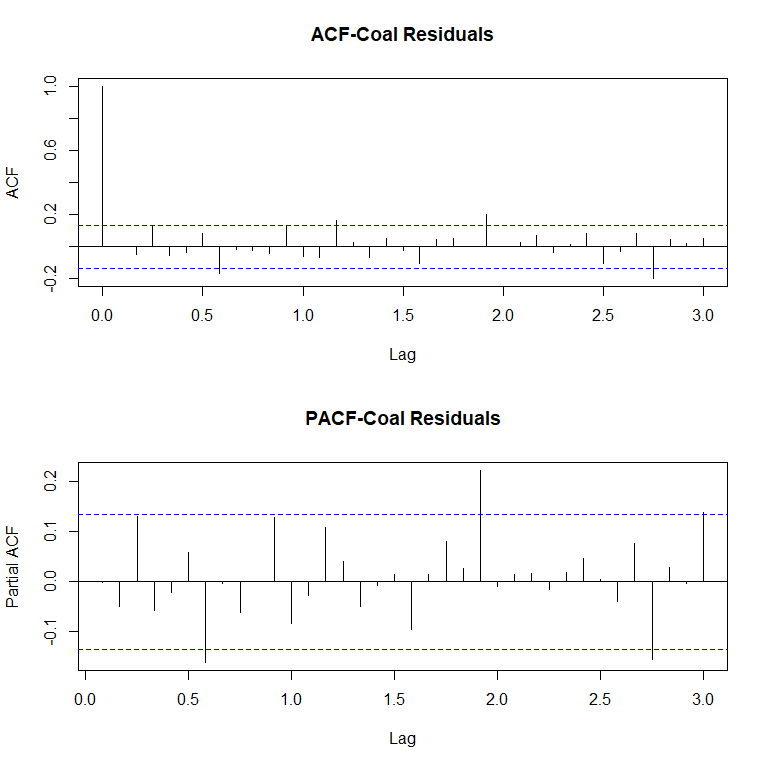 ACF-Coal Residuals
ACF
1.0
0.6
0.2
-0.2
0.0 0.5 1.0 1.5 2.0 2.5 3.0
Lag
PACF-Coal Residuals
Partial ACF
0.2
0.1
0.0
-0.1
0.0 0.5 1.0 1.5 2.0 2.5 3.0
Lag